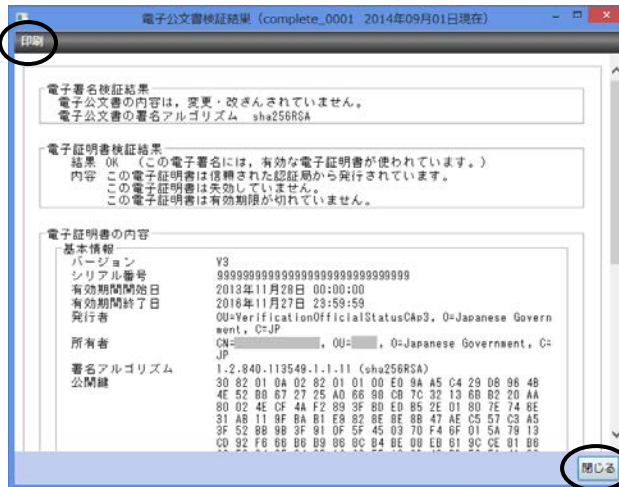 電子公文書検証結果（complete_0001 2014年09月01日現在）
印刷
電子署名検証結果
電子公文書の内容は，変更・改ざんされていません。
電子公文書の署名アルゴリズム sha256RSA
電子証明書検証結果
結果 OK （この電子署名には，有効な電子証明書が使われています。）
内容 この電子証明書は信頼された認証局から発行されています。
この電子証明書は失効していません。
この電子証明書は有効期限が切れていません。
電子証明書の内容
基本情報
バージョン V3
シリアル番号 99999999999999999999999999999999
有効期間開始日 2013年11月28日 00:00:00
有効期間終了日 2016年11月27日 23:59:59
発行者 OU=VerificationOfficialStatusCAp3, O=Japanese Govern
ment, C=JP
所有者 CN= , OU= , O=Japanese Government, C=
JP
署名アルゴリズム 1.2.840.113549.1.1.11 (sha256RSA)
公開鍵 30 82 01 0A 02 82 01 01 00 E0 9A A5 C4 29 DB 96 4B
4E 52 B8 67 27 25 A0 66 98 CB 7C 32 13 6B B2 20 AA
80 02 4E CF 4A F2 89 3F BD ED B5 2E 01 80 7E 74 6E
31 AB 11 9F BA B1 E9 82 8E 8E 8B 47 AE C5 57 C3 A5
3F 52 BB 9B 3F 91 0F 5F 45 03 70 F4 6F 01 5A 79 13
CD 92 F6 66 B6 B9 86 8C B4 BE 08 EB 61 9C CE 81 B6
閉じる